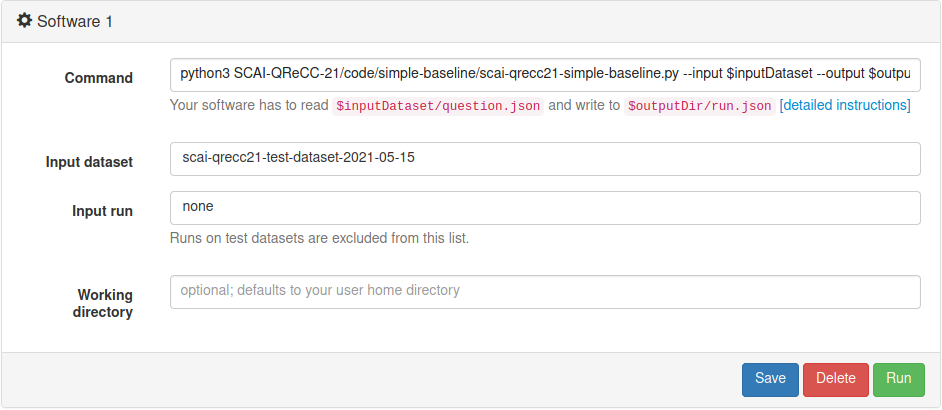 Software 1
Command
python3 SCAI-QReCC-21/code/simple-baseline/scai-qrecc21-simple-baseline.py --input $inputDataset --output $outpu
Your software has to read $inputDataset/question.json and write to $outputDir/run.json [detailed instructions]
Input dataset
scai-qrecc21-test-dataset-2021-05-15
Input run
none
Runs on test datasets are excluded from this list.
Working
directory
optional; defaults to your user home directory
Save Delete Run